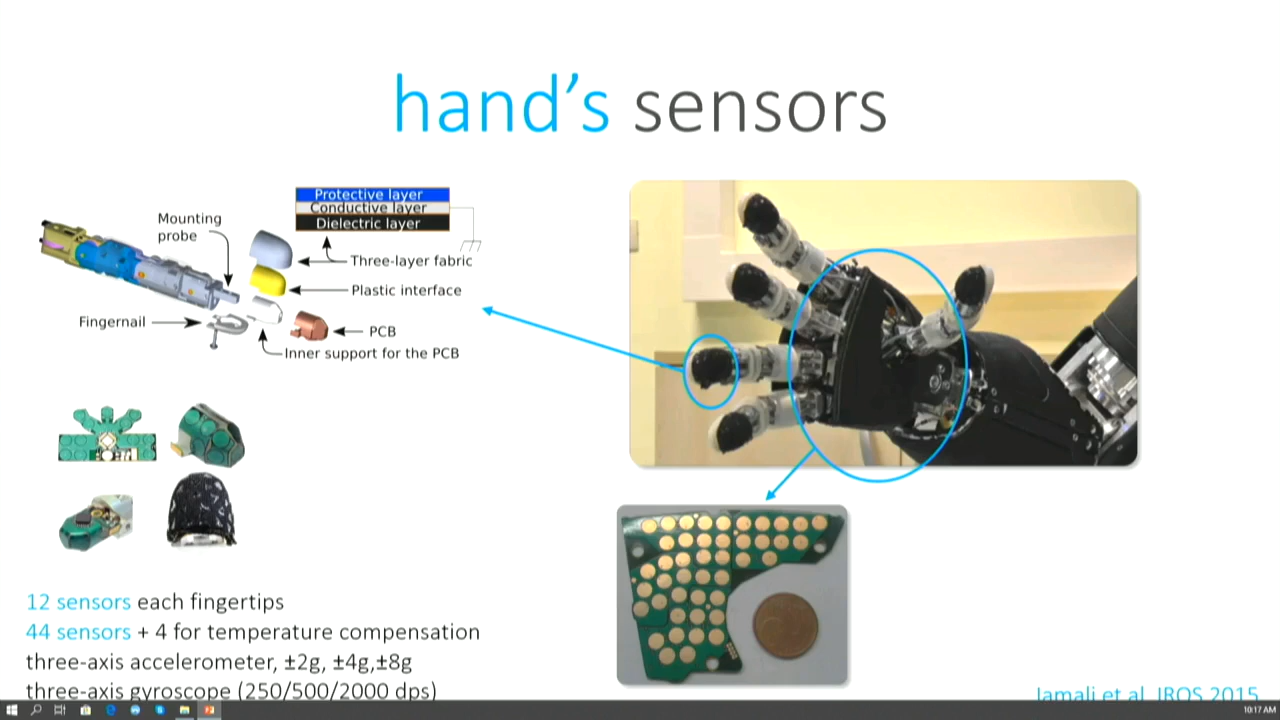 hand's sensors
Protective layer
Conductive layer
Dielectric layer
Mounting
probe
Three-layer fabric
Plastic interface
Fingernail
PCB
Inner support for the PCB
12 sensors each fingertips
44 sensors + 4 for temperature compensation
three-axis accelerometer, ±2g, ±4g,±8g
three-axis gyroscope (250/500/2000 dps)
Jamali et al. IROS 2015
10:17 AM